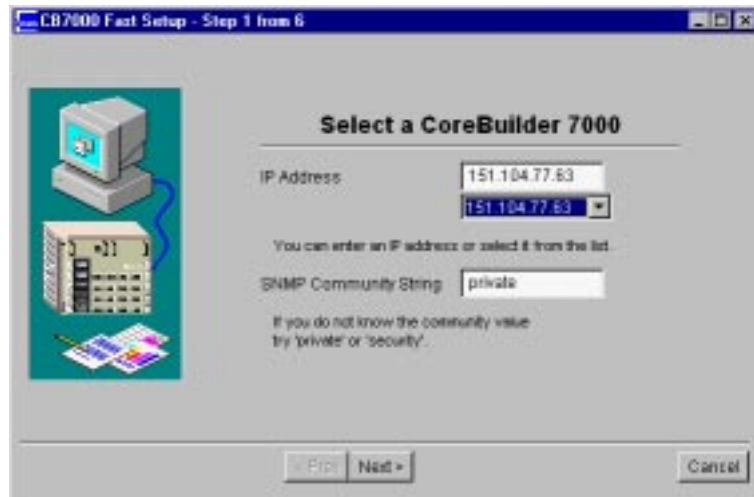 CB7000 Fast Setup - Step 1 from 6
Select a CoreBuilder 7000
IP Address
151.104.77.63
151.104.77.63
You can enter an IP address or select it from the list.
SNMP Community String
private
If you do not know the community value
try 'private' or 'security'.
< Prev
Next >
Cancel